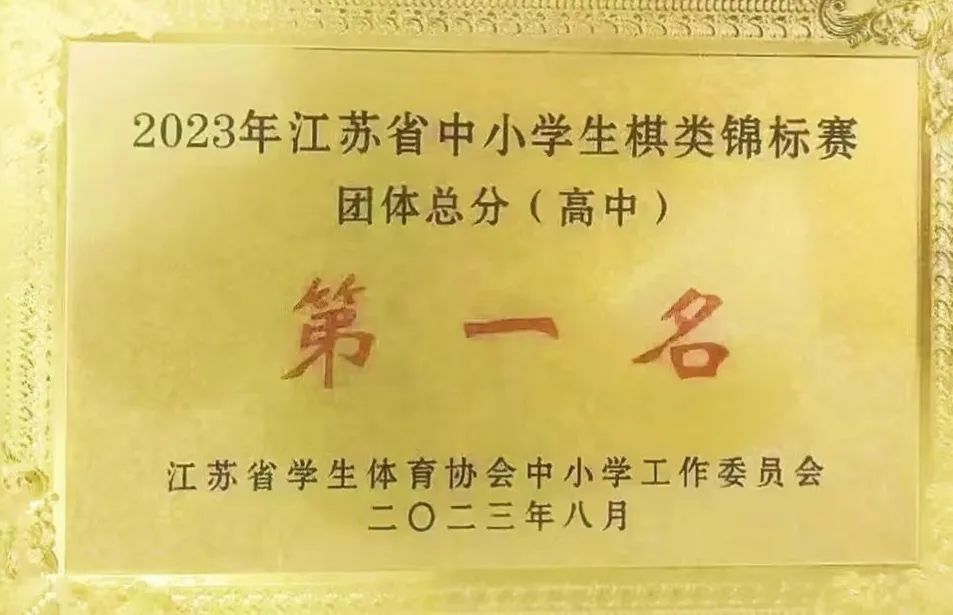 2023年江苏省中小学生棋类锦标赛
团体总分（高中）
第一名
江苏省学生体育协会中小学工作委员会
二〇二三年八月